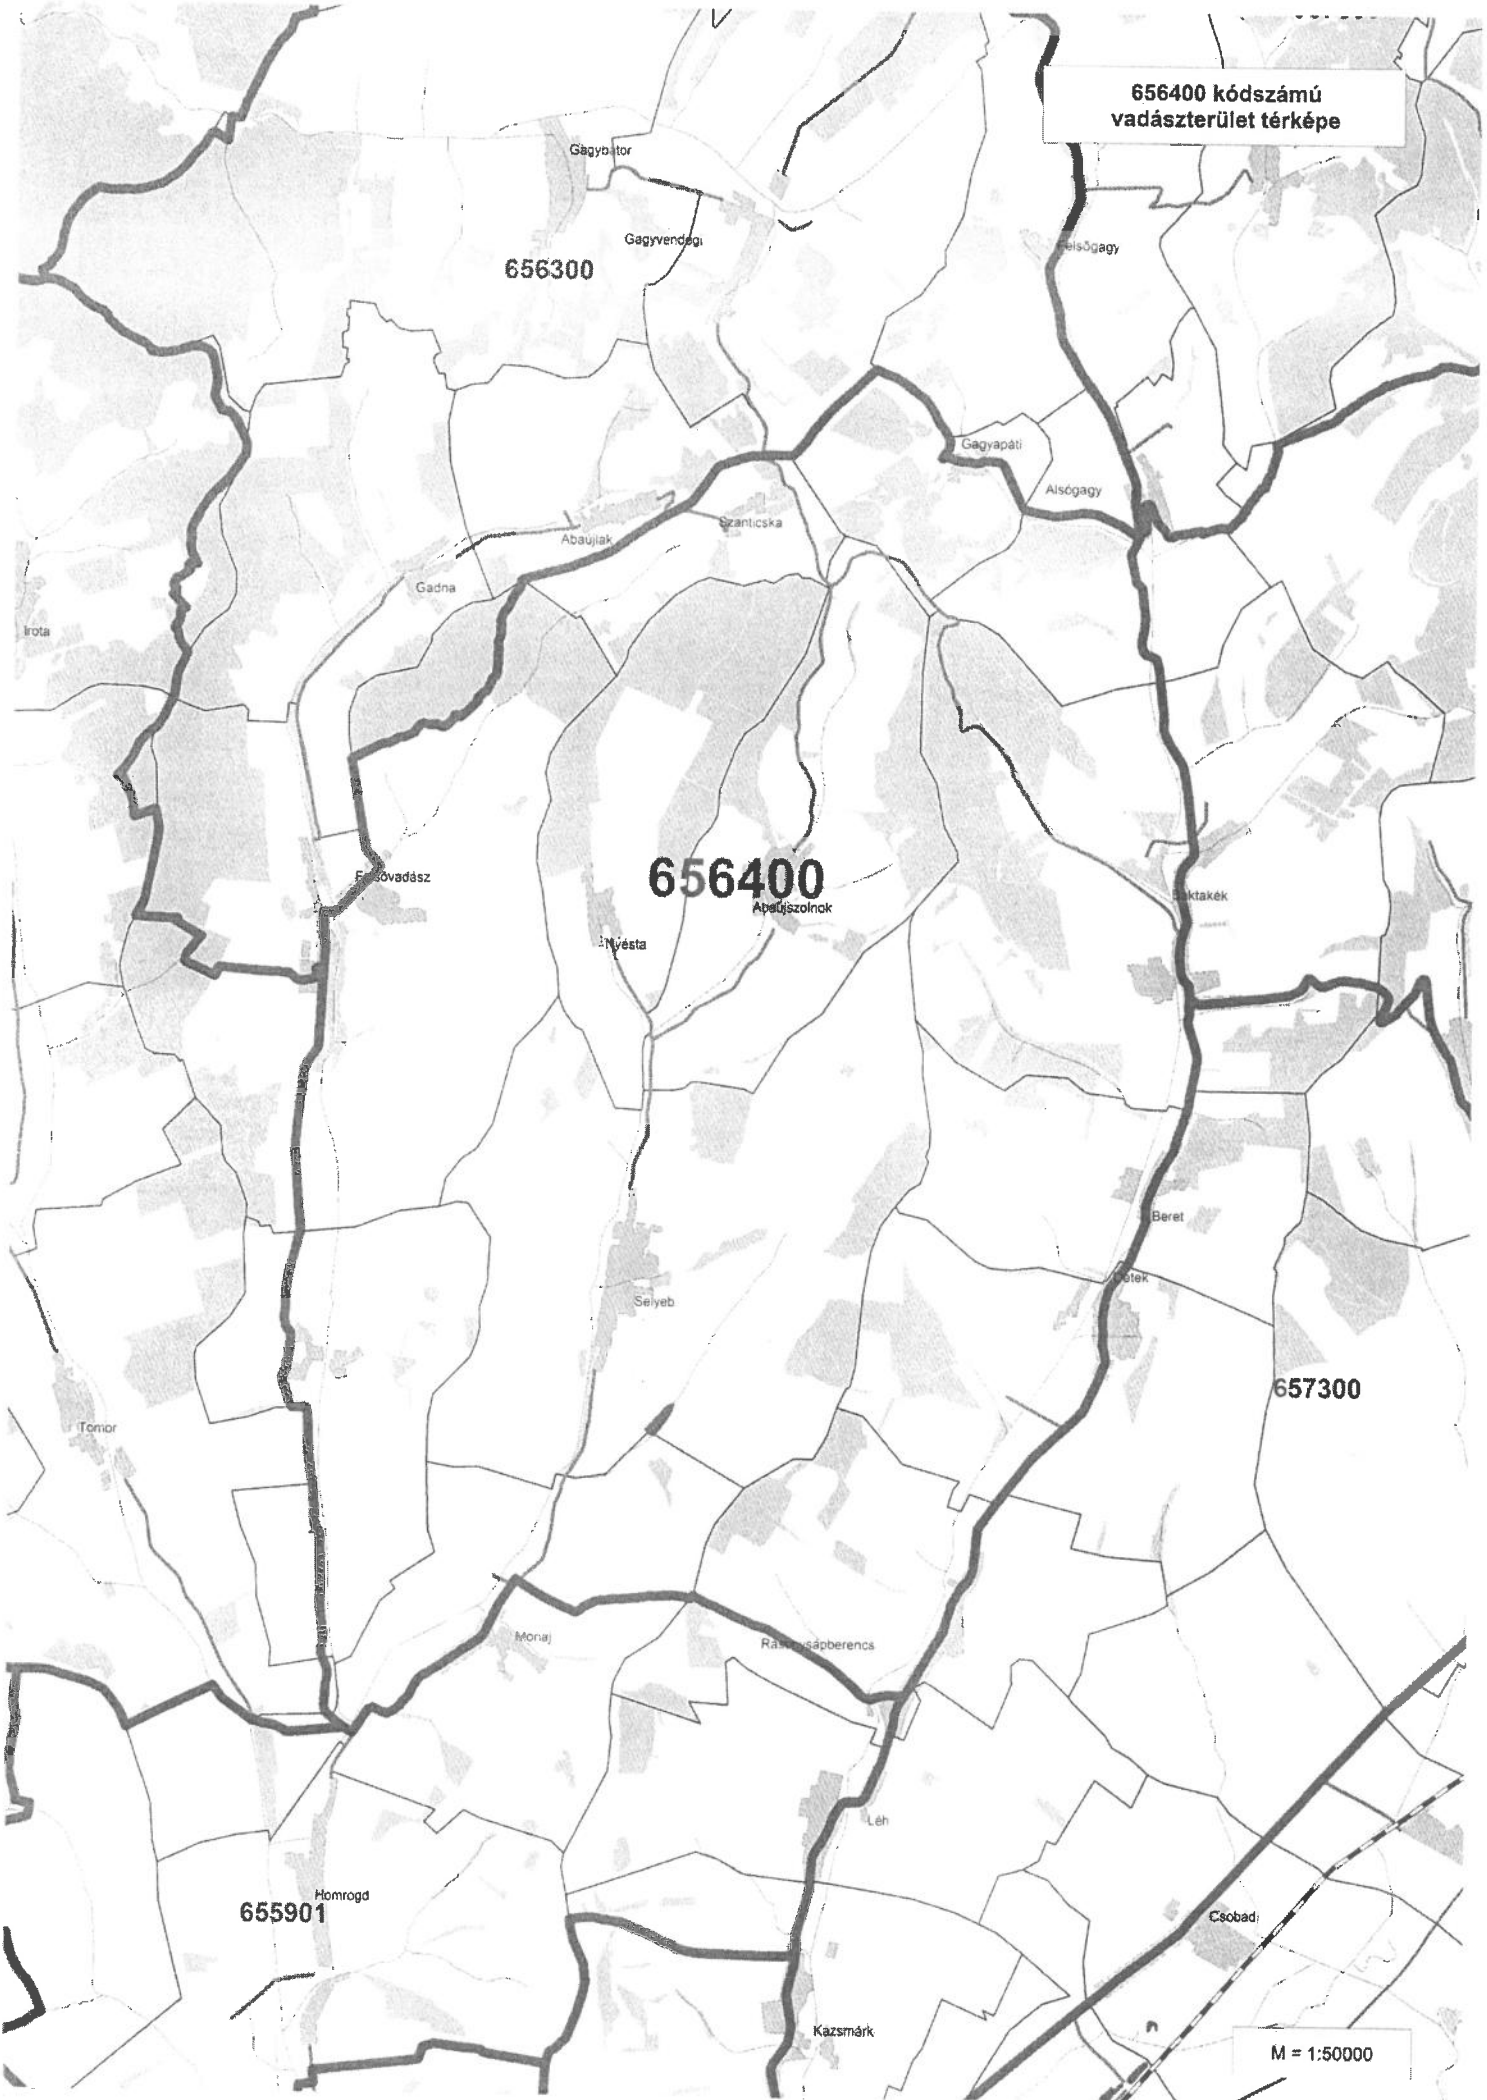 656400 kódszámú
vadászterület térképe
Gagybátor
Gagyvendégi
Felsőgagy
656300
Gagyapáti
Alsógagy
Szanticska
Abaújlak
Gadna
Irota
Felsővadász
656400
Abaújszolnok
Baktakék
Nyésta
Beret
Detek
Selyeb
657300
Tomor
Monaj
Rásonysápberencs
Léh
Homrogd
655901
Csobád
Kázsmárk
M = 1:50000